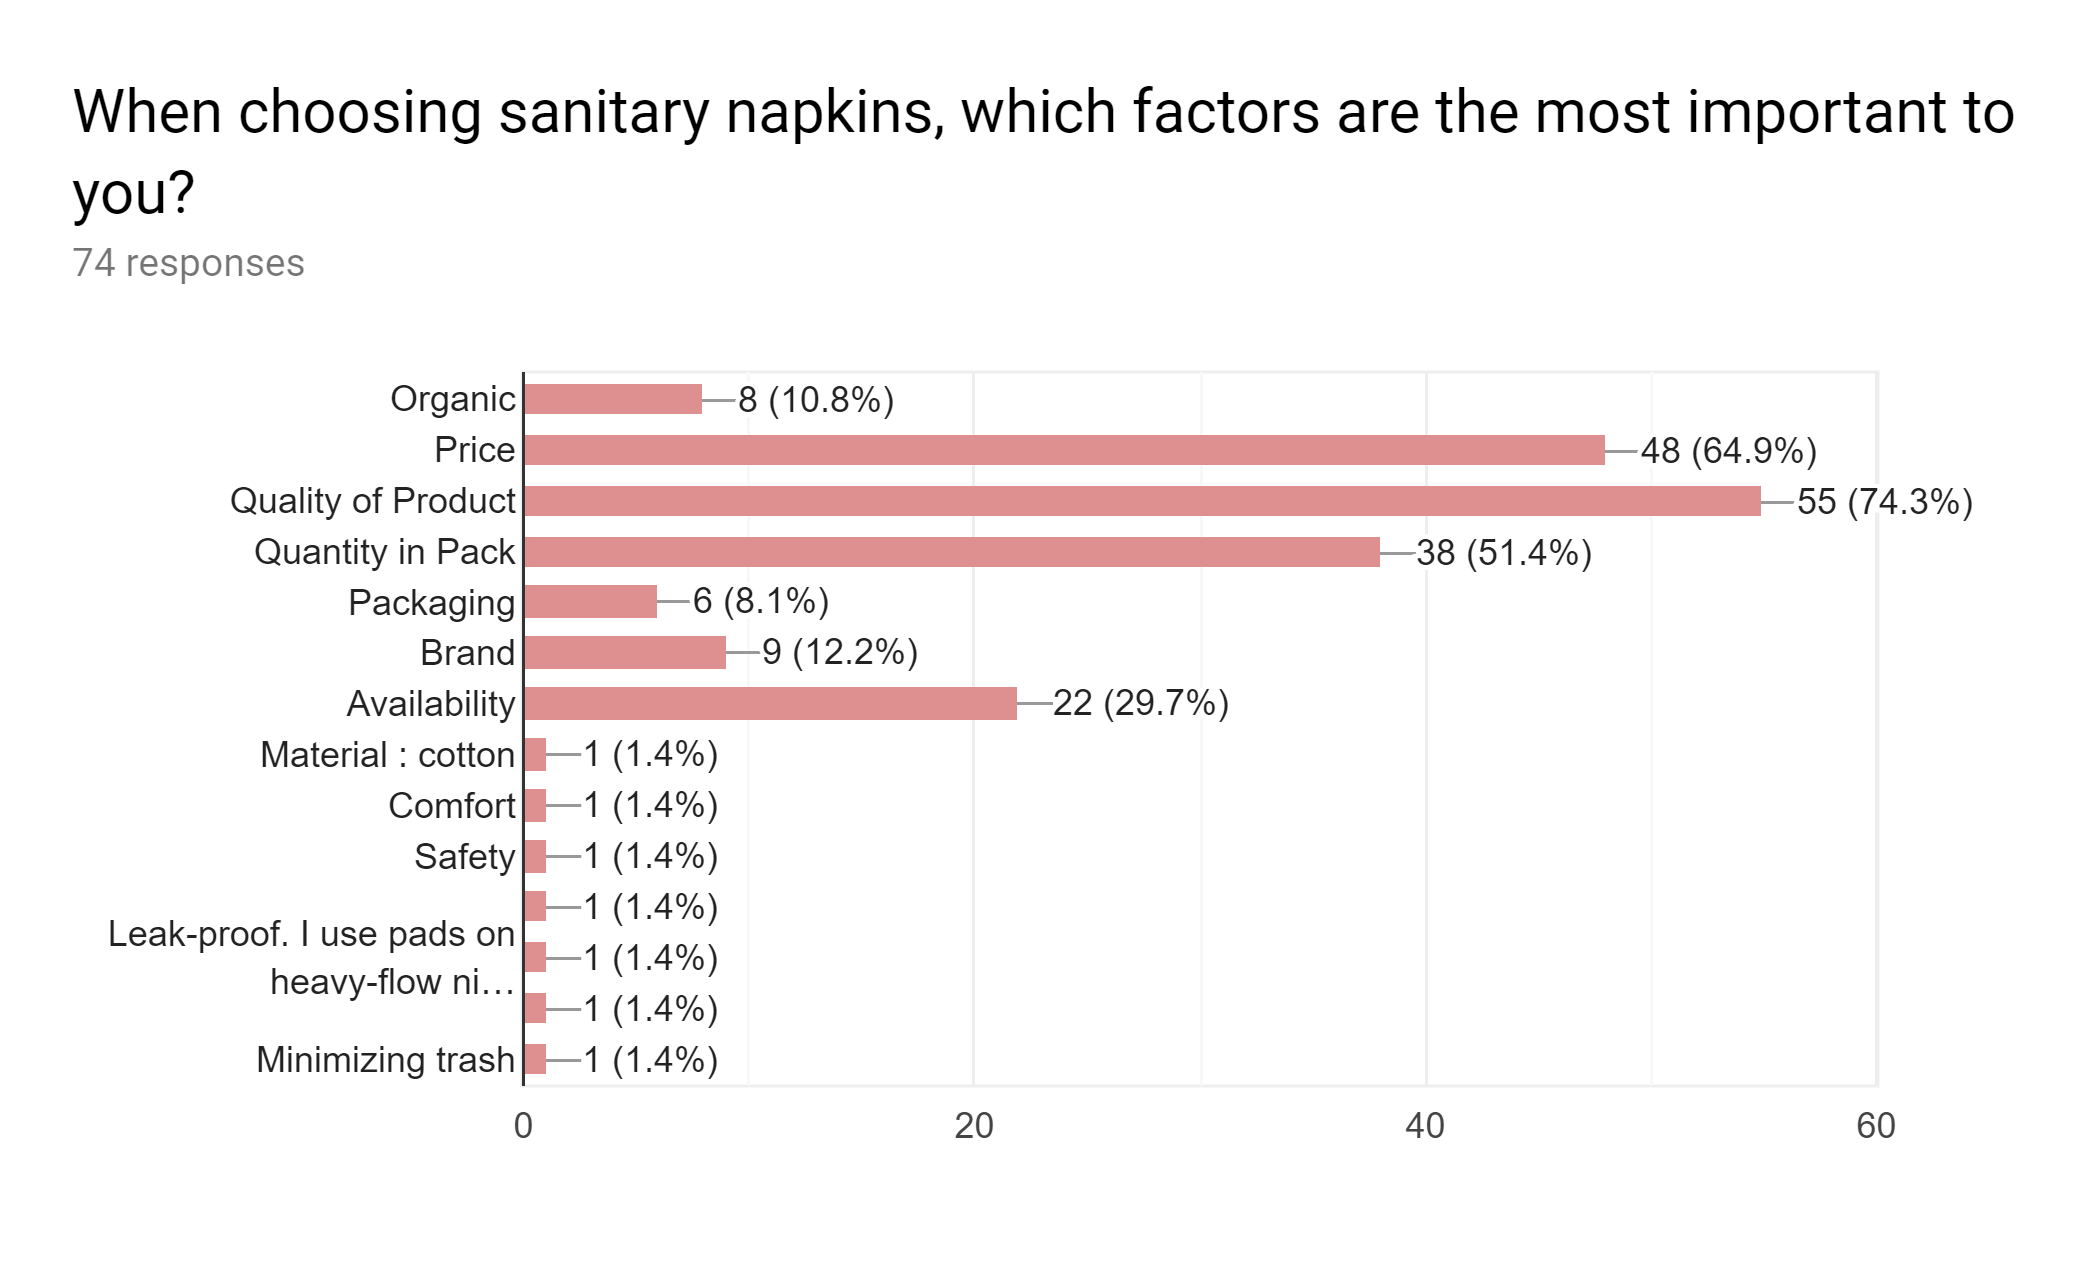 When choosing sanitary napkins, which factors are the most important to
you?
74 responses
Organic 8 (10.8%)
Price 48 (64.9%)
Quality of Product 55 (74.3%)
Quantity in Pack 38 (51.4%)
Packaging 6 (8.1%)
Brand 9 (12.2%)
Availability 22 (29.7%)
Material : cotton 1 (1.4%)
Comfort 1 (1.4%)
Safety 1 (1.4%)
1 (1.4%)
Leak-proof. I use pads on
1 (1.4%)
heavy-flow ni…
1 (1.4%)
Minimizing trash 1 (1.4%)
0 20 40 60